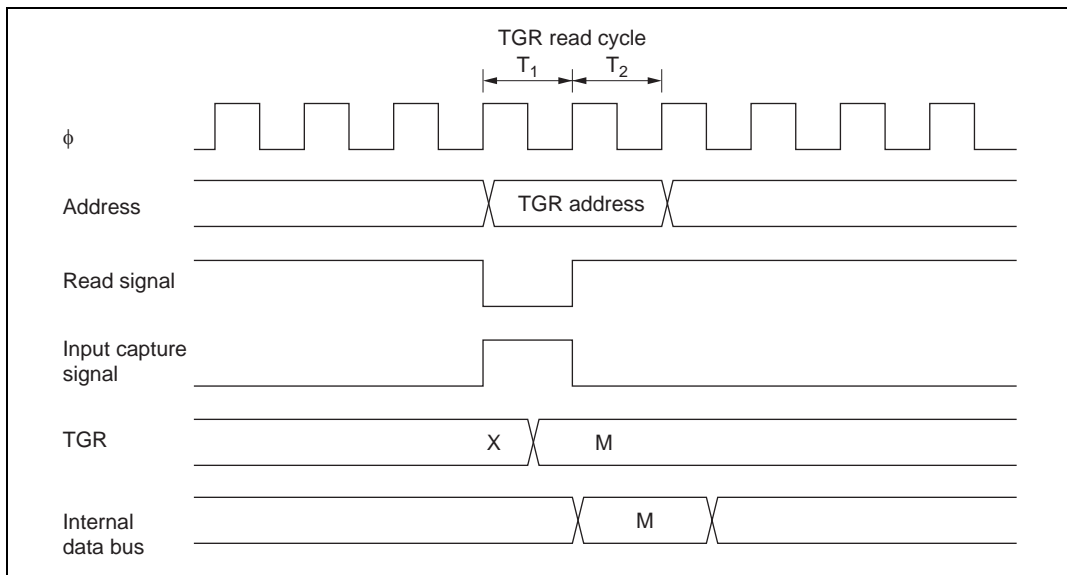 TGR read cycle
T1 T2
ϕ
Address
TGR address
Read signal
Input capture
signal
TGR
X
M
Internal
data bus
M